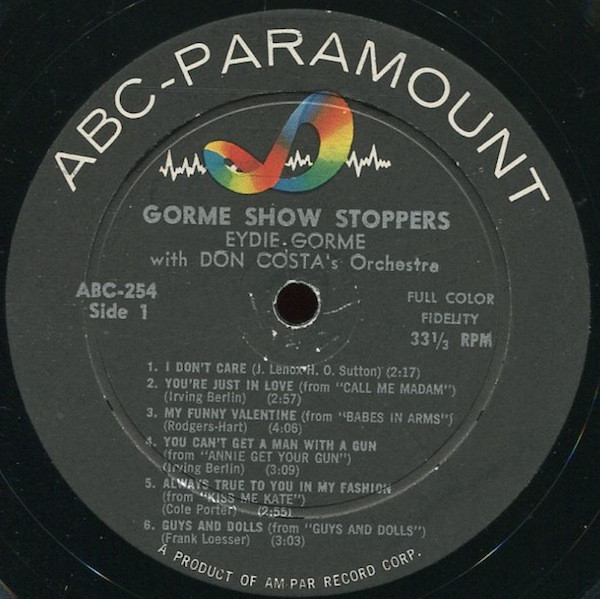 ABC-PARAMOUNT
GORME SHOW STOPPERS
EYDIE GORME
with DON COSTA's Orchestra
ABC-254
Side 1
FULL COLOR
FIDELITY
33 1/3 RPM
1. I DON'T CARE (J. Lenox-H. O. Sutton) (2:17)
2. YOU'RE JUST IN LOVE (from "CALL ME MADAM")
(Irving Berlin) (2:57)
3. MY FUNNY VALENTINE (from "BABES IN ARMS")
(Rodgers-Hart) (4:06)
4. YOU CAN'T GET A MAN WITH A GUN
(from "ANNIE GET YOUR GUN")
(Irving Berlin) (3:09)
5. ALWAYS TRUE TO YOU IN MY FASHION
(from "KISS ME KATE")
(Cole Porter) (2:55)
6. GUYS AND DOLLS (from "GUYS AND DOLLS")
(Frank Loesser) (3:03)
A PRODUCT OF AM-PAR RECORD CORP.